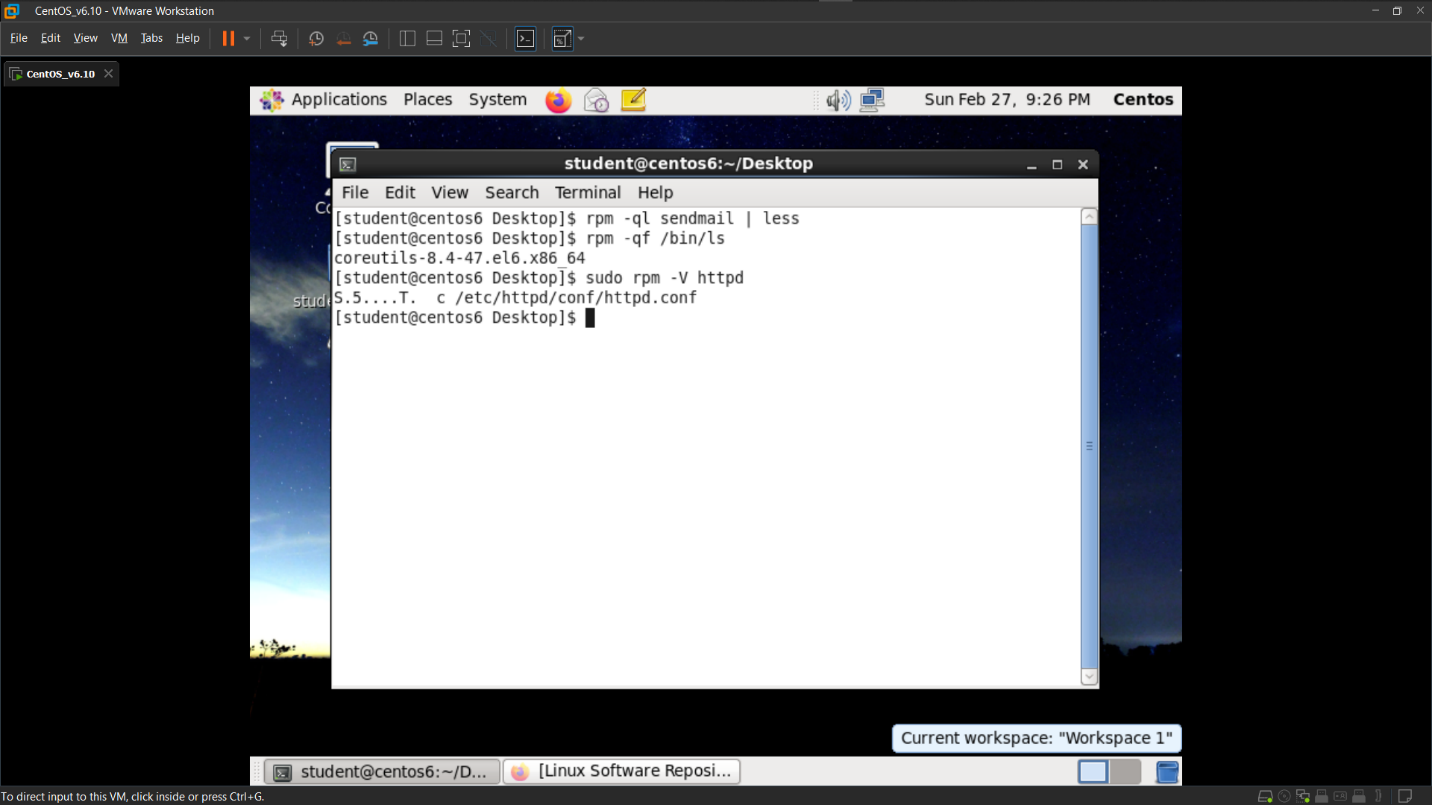 CentOS_v6.10 - VMware Workstation
File Edit View VM Tabs Help
CentOS_v6.10
Applications Places System Sun Feb 27, 9:26 PM Centos
student@centos6:~/Desktop
File Edit View Search Terminal Help
[student@centos6 Desktop]$ rpm -ql sendmail | less
[student@centos6 Desktop]$ rpm -qf /bin/ls
coreutils-8.4-47.el6.x86_64
[student@centos6 Desktop]$ sudo rpm -V httpd
S.5....T.  c /etc/httpd/conf/httpd.conf
[student@centos6 Desktop]$
Current workspace: "Workspace 1"
student@centos6:~/D... [Linux Software Reposi...
To direct input to this VM, click inside or press Ctrl+G.